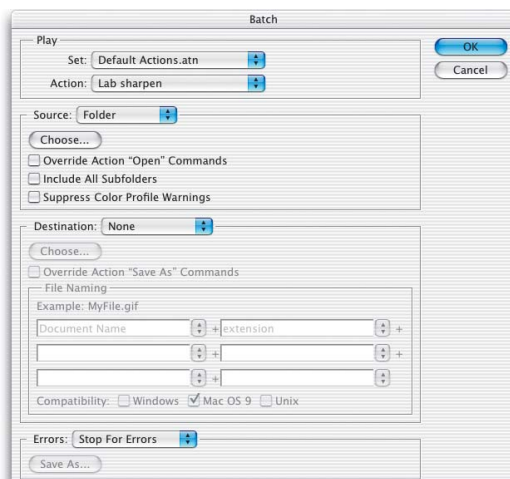 Batch
Play
Set: Default Actions.atn
Action: Lab sharpen
OK
Cancel
Source: Folder
Choose...
Override Action “Open” Commands
Include All Subfolders
Suppress Color Profile Warnings
Destination: None
Choose...
Override Action “Save As” Commands
File Naming
Example: MyFile.gif
Document Name + extension +
+ +
+
Compatibility: Windows Mac OS 9 Unix
Errors: Stop For Errors
Save As...